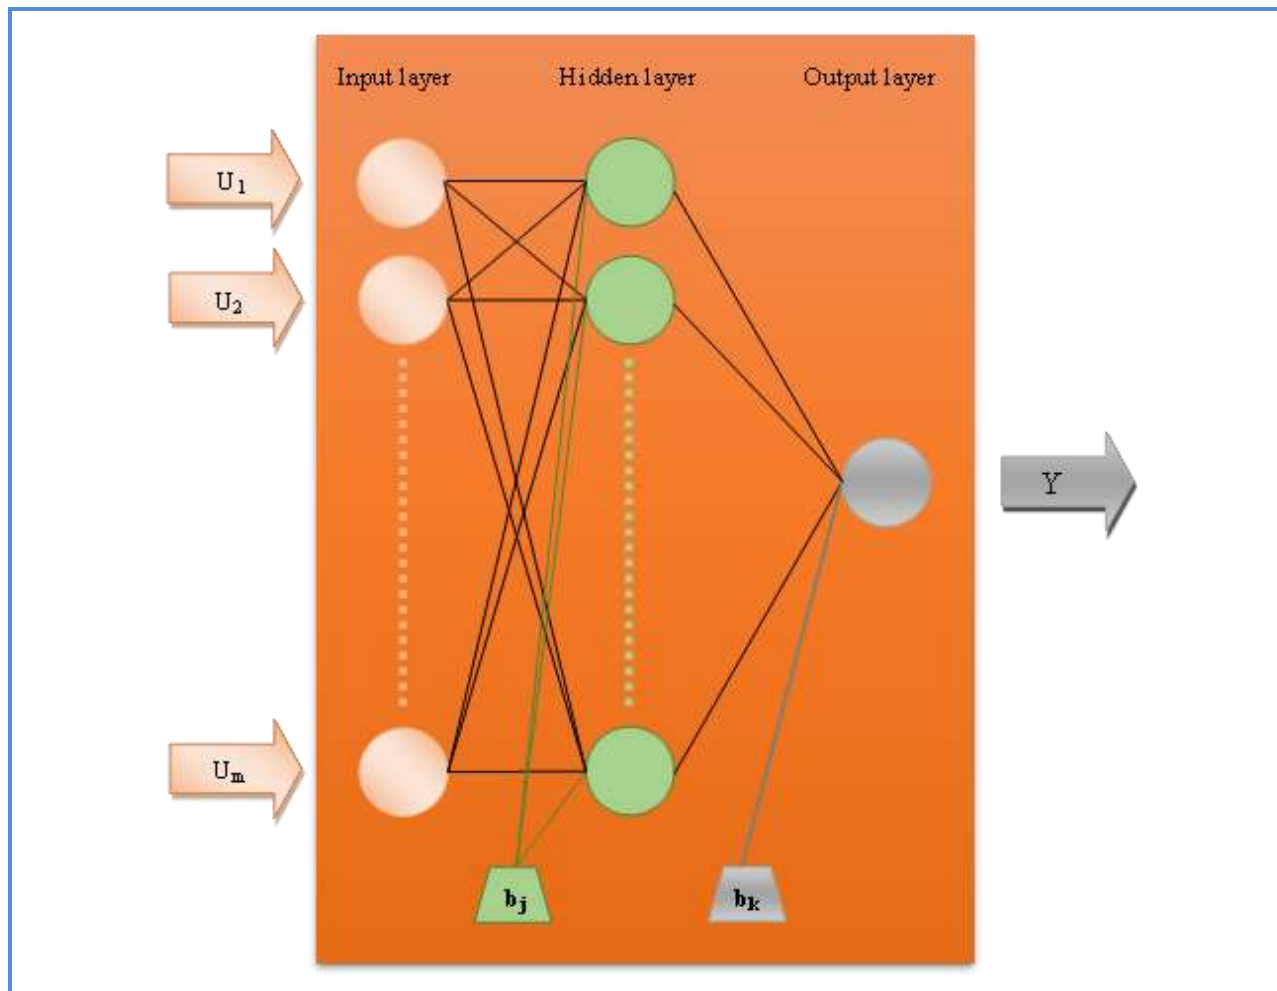 Input layer
Hidden layer
Output layer
U₁
U₂
Y
Uₘ
bⱼ
bₖ